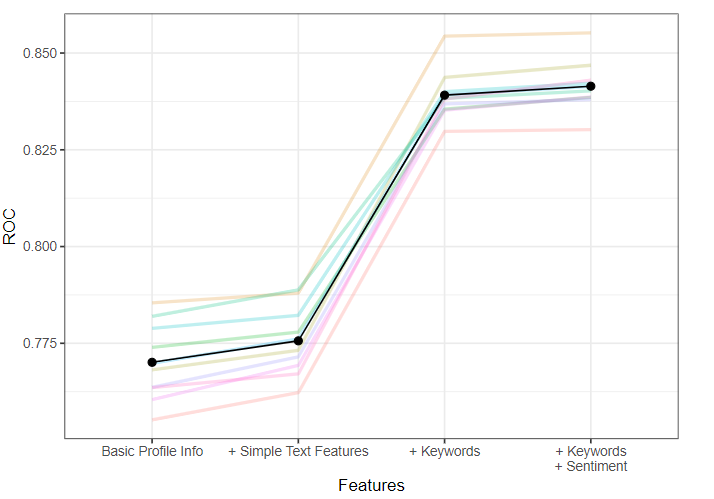 0.850
0.825
0.800
0.775
ROC
Basic Profile Info
+ Simple Text Features
+ Keywords
+ Keywords
+ Sentiment
Features